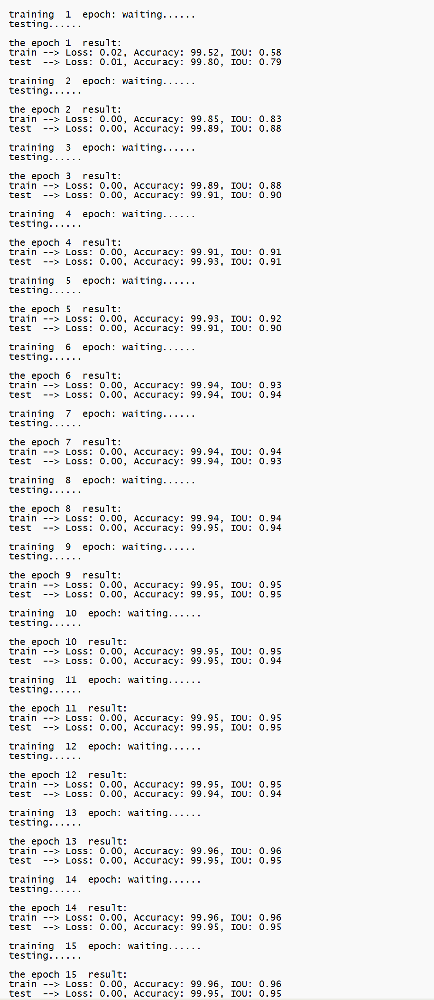 training  1  epoch: waiting......
testing......
the epoch 1  result:
train --> Loss: 0.02, Accuracy: 99.52, IOU: 0.58
test  --> Loss: 0.01, Accuracy: 99.80, IOU: 0.79
training  2  epoch: waiting......
testing......
the epoch 2  result:
train --> Loss: 0.00, Accuracy: 99.85, IOU: 0.83
test  --> Loss: 0.00, Accuracy: 99.89, IOU: 0.88
training  3  epoch: waiting......
testing......
the epoch 3  result:
train --> Loss: 0.00, Accuracy: 99.89, IOU: 0.88
test  --> Loss: 0.00, Accuracy: 99.91, IOU: 0.90
training  4  epoch: waiting......
testing......
the epoch 4  result:
train --> Loss: 0.00, Accuracy: 99.91, IOU: 0.91
test  --> Loss: 0.00, Accuracy: 99.93, IOU: 0.91
training  5  epoch: waiting......
testing......
the epoch 5  result:
train --> Loss: 0.00, Accuracy: 99.93, IOU: 0.92
test  --> Loss: 0.00, Accuracy: 99.91, IOU: 0.90
training  6  epoch: waiting......
testing......
the epoch 6  result:
train --> Loss: 0.00, Accuracy: 99.94, IOU: 0.93
test  --> Loss: 0.00, Accuracy: 99.94, IOU: 0.94
training  7  epoch: waiting......
testing......
the epoch 7  result:
train --> Loss: 0.00, Accuracy: 99.94, IOU: 0.94
test  --> Loss: 0.00, Accuracy: 99.94, IOU: 0.93
training  8  epoch: waiting......
testing......
the epoch 8  result:
train --> Loss: 0.00, Accuracy: 99.94, IOU: 0.94
test  --> Loss: 0.00, Accuracy: 99.95, IOU: 0.94
training  9  epoch: waiting......
testing......
the epoch 9  result:
train --> Loss: 0.00, Accuracy: 99.95, IOU: 0.95
test  --> Loss: 0.00, Accuracy: 99.95, IOU: 0.95
training  10  epoch: waiting......
testing......
the epoch 10  result:
train --> Loss: 0.00, Accuracy: 99.95, IOU: 0.95
test  --> Loss: 0.00, Accuracy: 99.95, IOU: 0.94
training  11  epoch: waiting......
testing......
the epoch 11  result:
train --> Loss: 0.00, Accuracy: 99.95, IOU: 0.95
test  --> Loss: 0.00, Accuracy: 99.95, IOU: 0.95
training  12  epoch: waiting......
testing......
the epoch 12  result:
train --> Loss: 0.00, Accuracy: 99.95, IOU: 0.95
test  --> Loss: 0.00, Accuracy: 99.94, IOU: 0.94
training  13  epoch: waiting......
testing......
the epoch 13  result:
train --> Loss: 0.00, Accuracy: 99.96, IOU: 0.96
test  --> Loss: 0.00, Accuracy: 99.95, IOU: 0.95
training  14  epoch: waiting......
testing......
the epoch 14  result:
train --> Loss: 0.00, Accuracy: 99.96, IOU: 0.96
test  --> Loss: 0.00, Accuracy: 99.95, IOU: 0.95
training  15  epoch: waiting......
testing......
the epoch 15  result:
train --> Loss: 0.00, Accuracy: 99.96, IOU: 0.96
test  --> Loss: 0.00, Accuracy: 99.95, IOU: 0.95